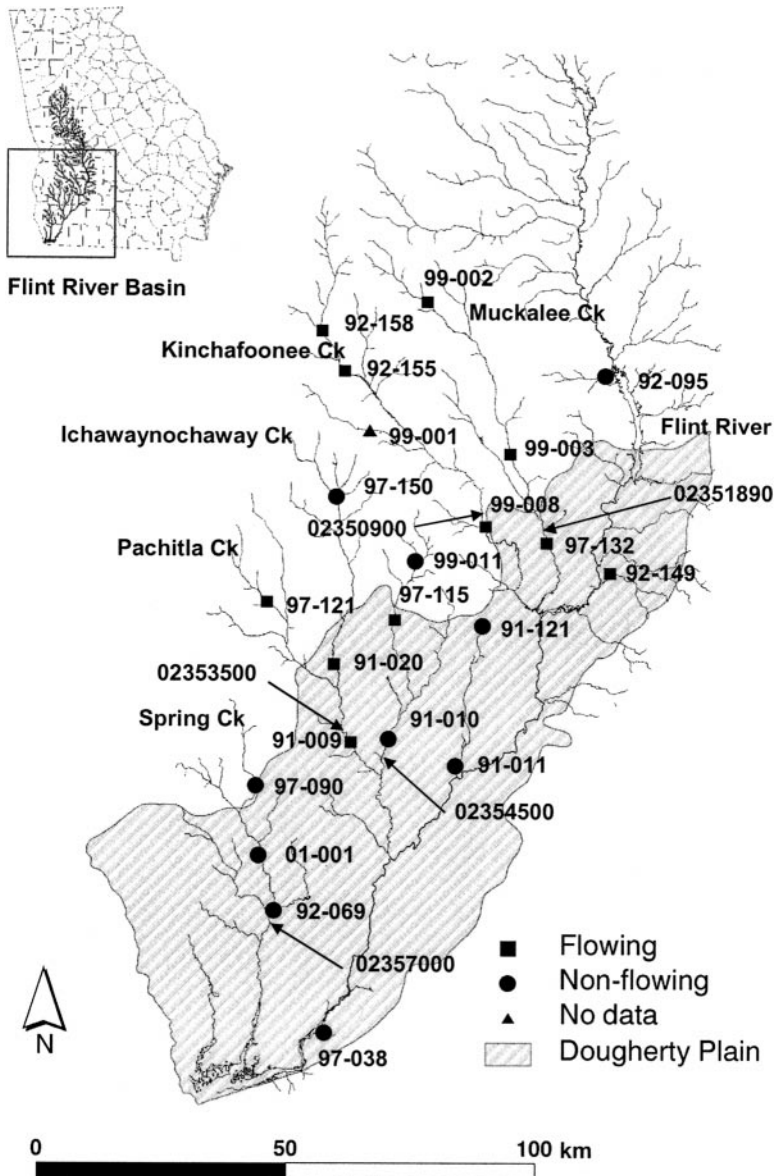 Flint River Basin
99-002
Muckalee Ck
92-158
Kinchafoonee Ck
92-155
92-095
Ichawaynochaway Ck
99-001
Flint River
99-003
97-150
99-008
02351890
02350900
Pachitla Ck
99-011
97-132
97-115
92-149
97-121
91-121
91-020
02353500
91-010
Spring Ck
91-009
91-011
97-090
02354500
01-001
92-069
02357000
97-038
Flowing
Non-flowing
No data
Dougherty Plain
N
0 50 100 km